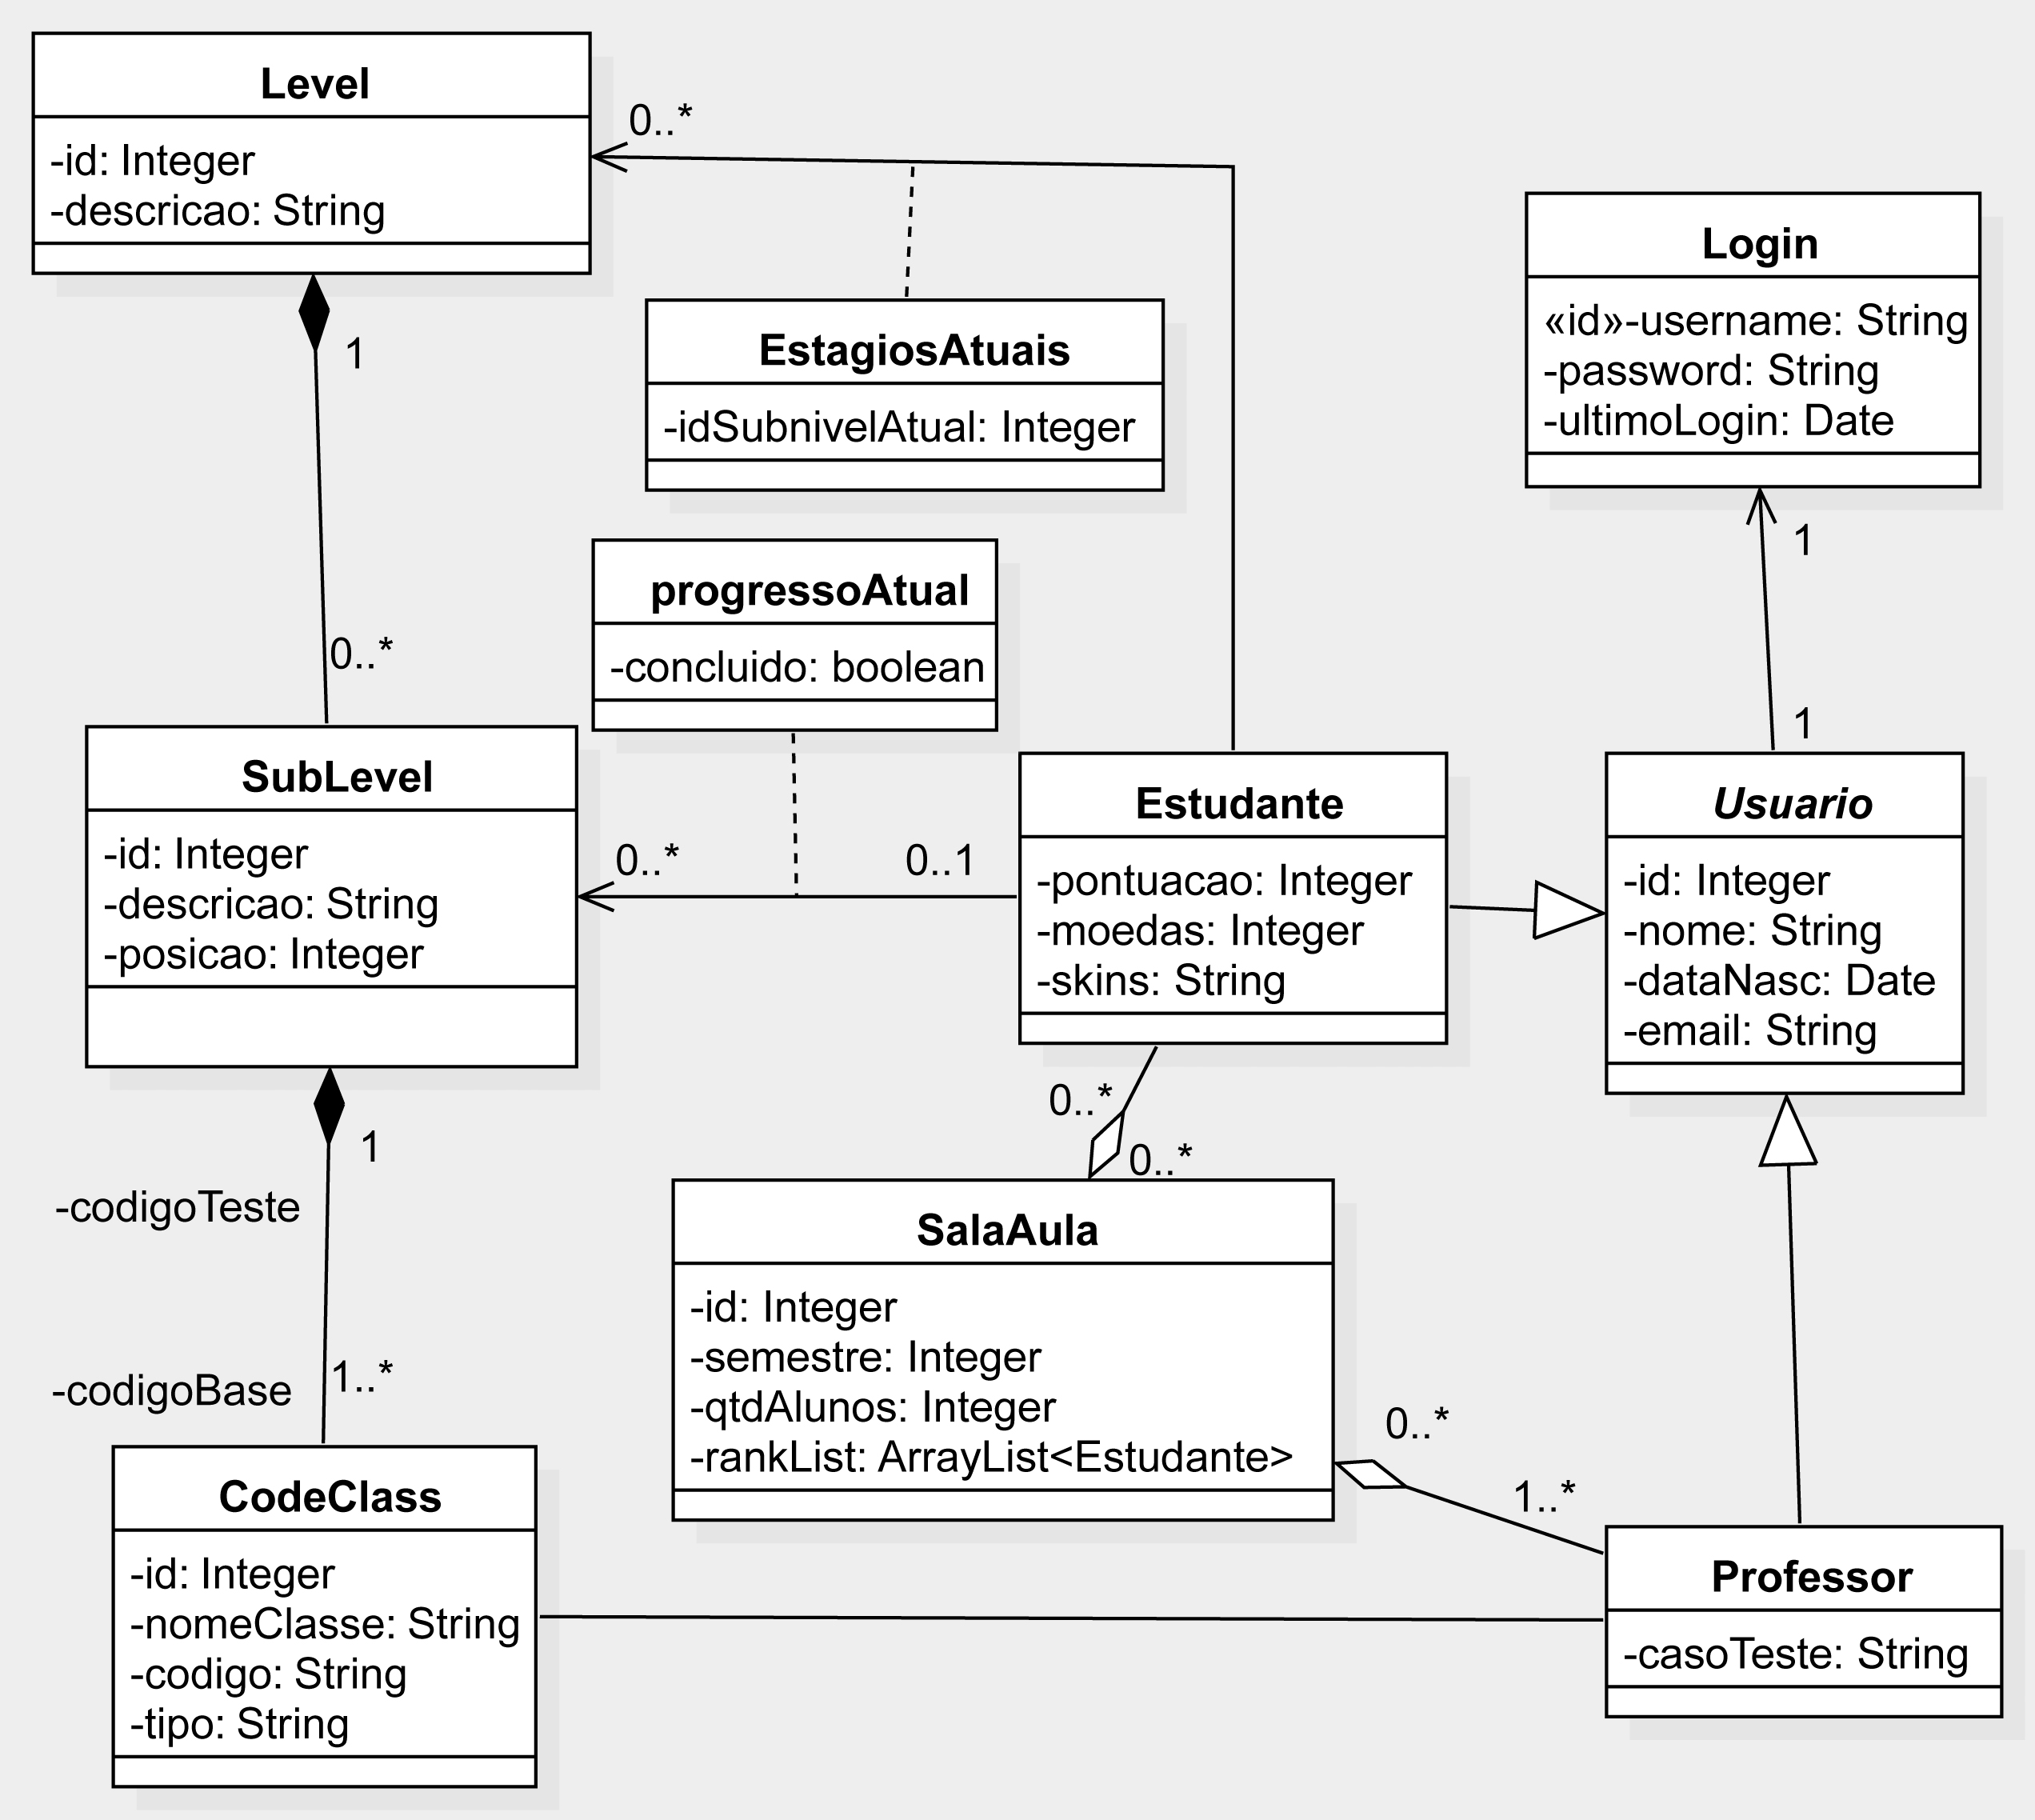 Level
-id: Integer
-descricao: String
0..*
1
0..*
EstagiosAtuais
-idSubnivelAtual: Integer
Login
«id»-username: String
-password: String
-ultimoLogin: Date
1
1
progressoAtual
-concluido: boolean
SubLevel
-id: Integer
-descricao: String
-posicao: Integer
0..*
0..1
Estudante
-pontuacao: Integer
-moedas: Integer
-skins: String
Usuario
-id: Integer
-nome: String
-dataNasc: Date
-email: String
0..*
0..*
1
-codigoTeste
-codigoBase
1..*
SalaAula
-id: Integer
-semestre: Integer
-qtdAlunos: Integer
-rankList: ArrayList<Estudante>
0..*
1..*
CodeClass
-id: Integer
-nomeClasse: String
-codigo: String
-tipo: String
Professor
-casoTeste: String